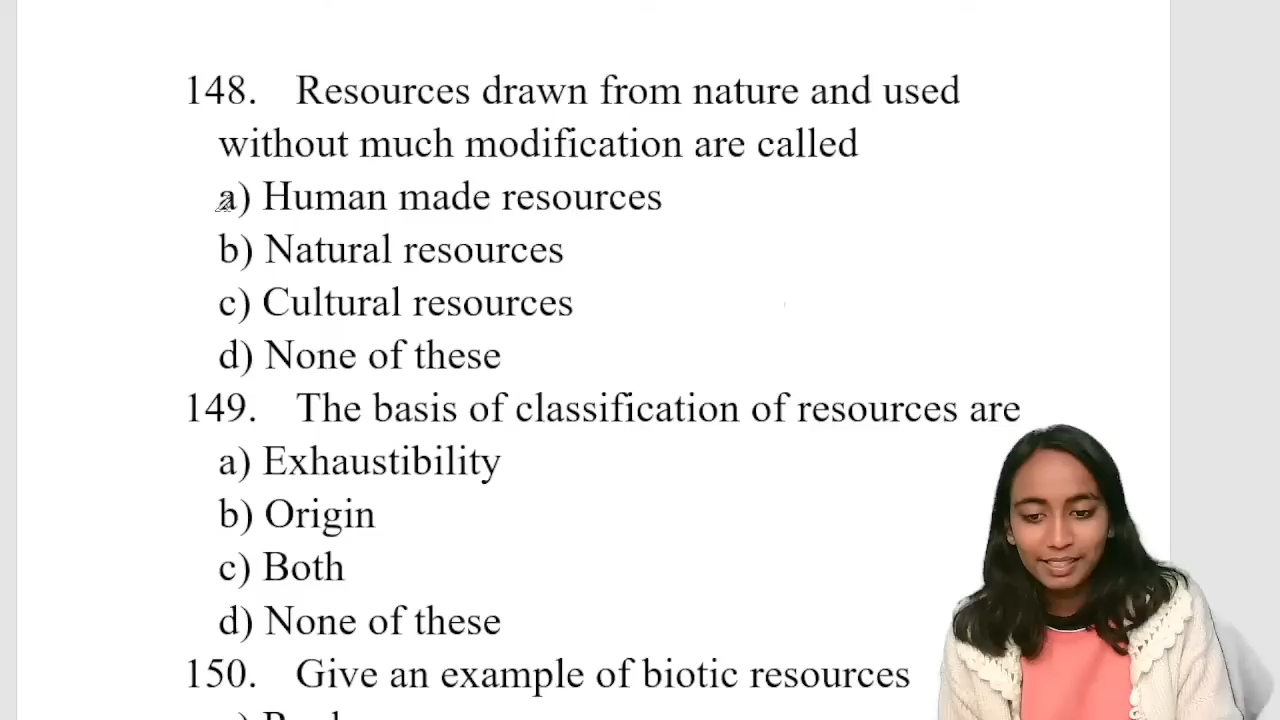 148. Resources drawn from nature and used
without much modification are called
a) Human made resources
b) Natural resources
c) Cultural resources
d) None of these
149. The basis of classification of resources are
a) Exhaustibility
b) Origin
c) Both
d) None of these
150. Give an example of biotic resources